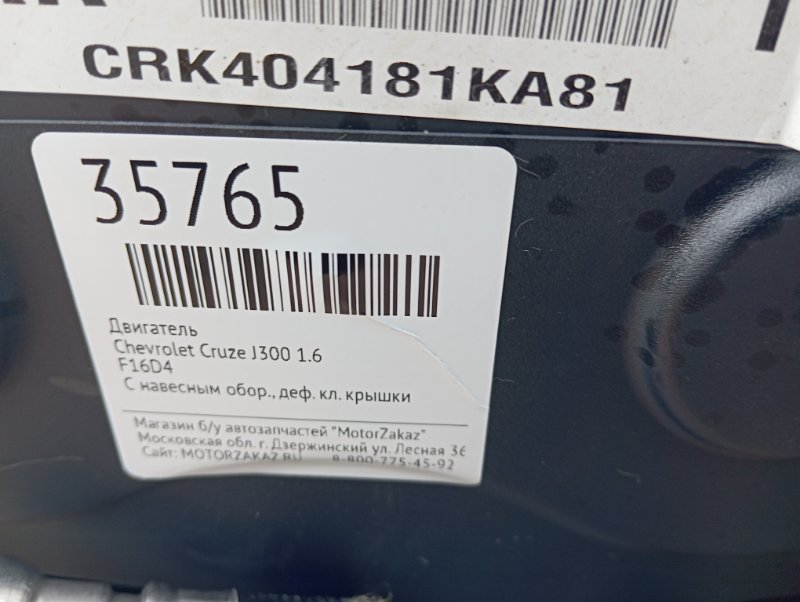 CRK404181KA81
35765
Двигатель
Chevrolet Cruze J300 1.6
F16D4
С навесным обор., деф. кл. крышки
Магазин б/у автозапчастей "MotorZakaz"
Московская обл. г. Дзержинский ул. Лесная 36
Сайт: MOTORZAKAZ.RU 8-800-775-45-92